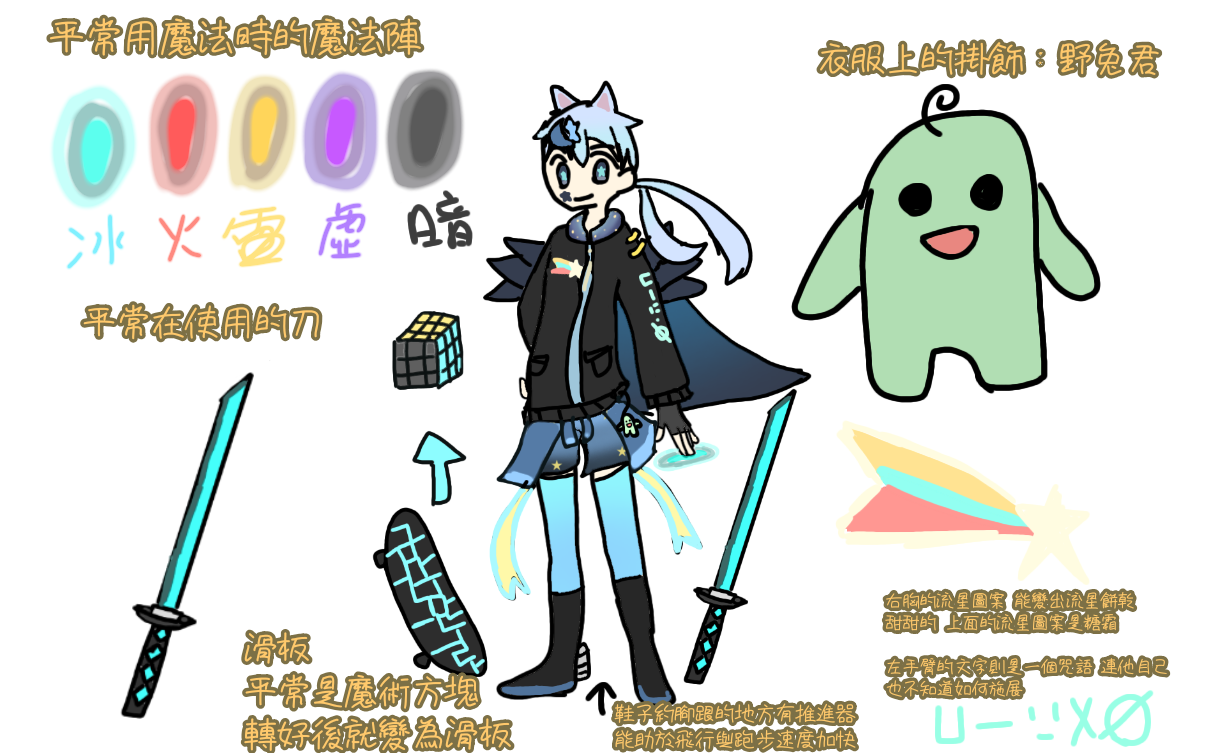 平常用魔法時的魔法陣
衣服上的掛飾：野兔君
冰 火 雷 虛 暗
平常在使用的刀
滑板
平常是魔術方塊
轉好後就變為滑板
鞋子約腳跟的地方有推進器
能助於飛行與跑步速度加快
右胸的流星圖案 能變出流星餅乾
甜甜的 上面的流星圖案是糖霜
左手臂的文字則是一個咒語 連他自己
也不知道如何施展